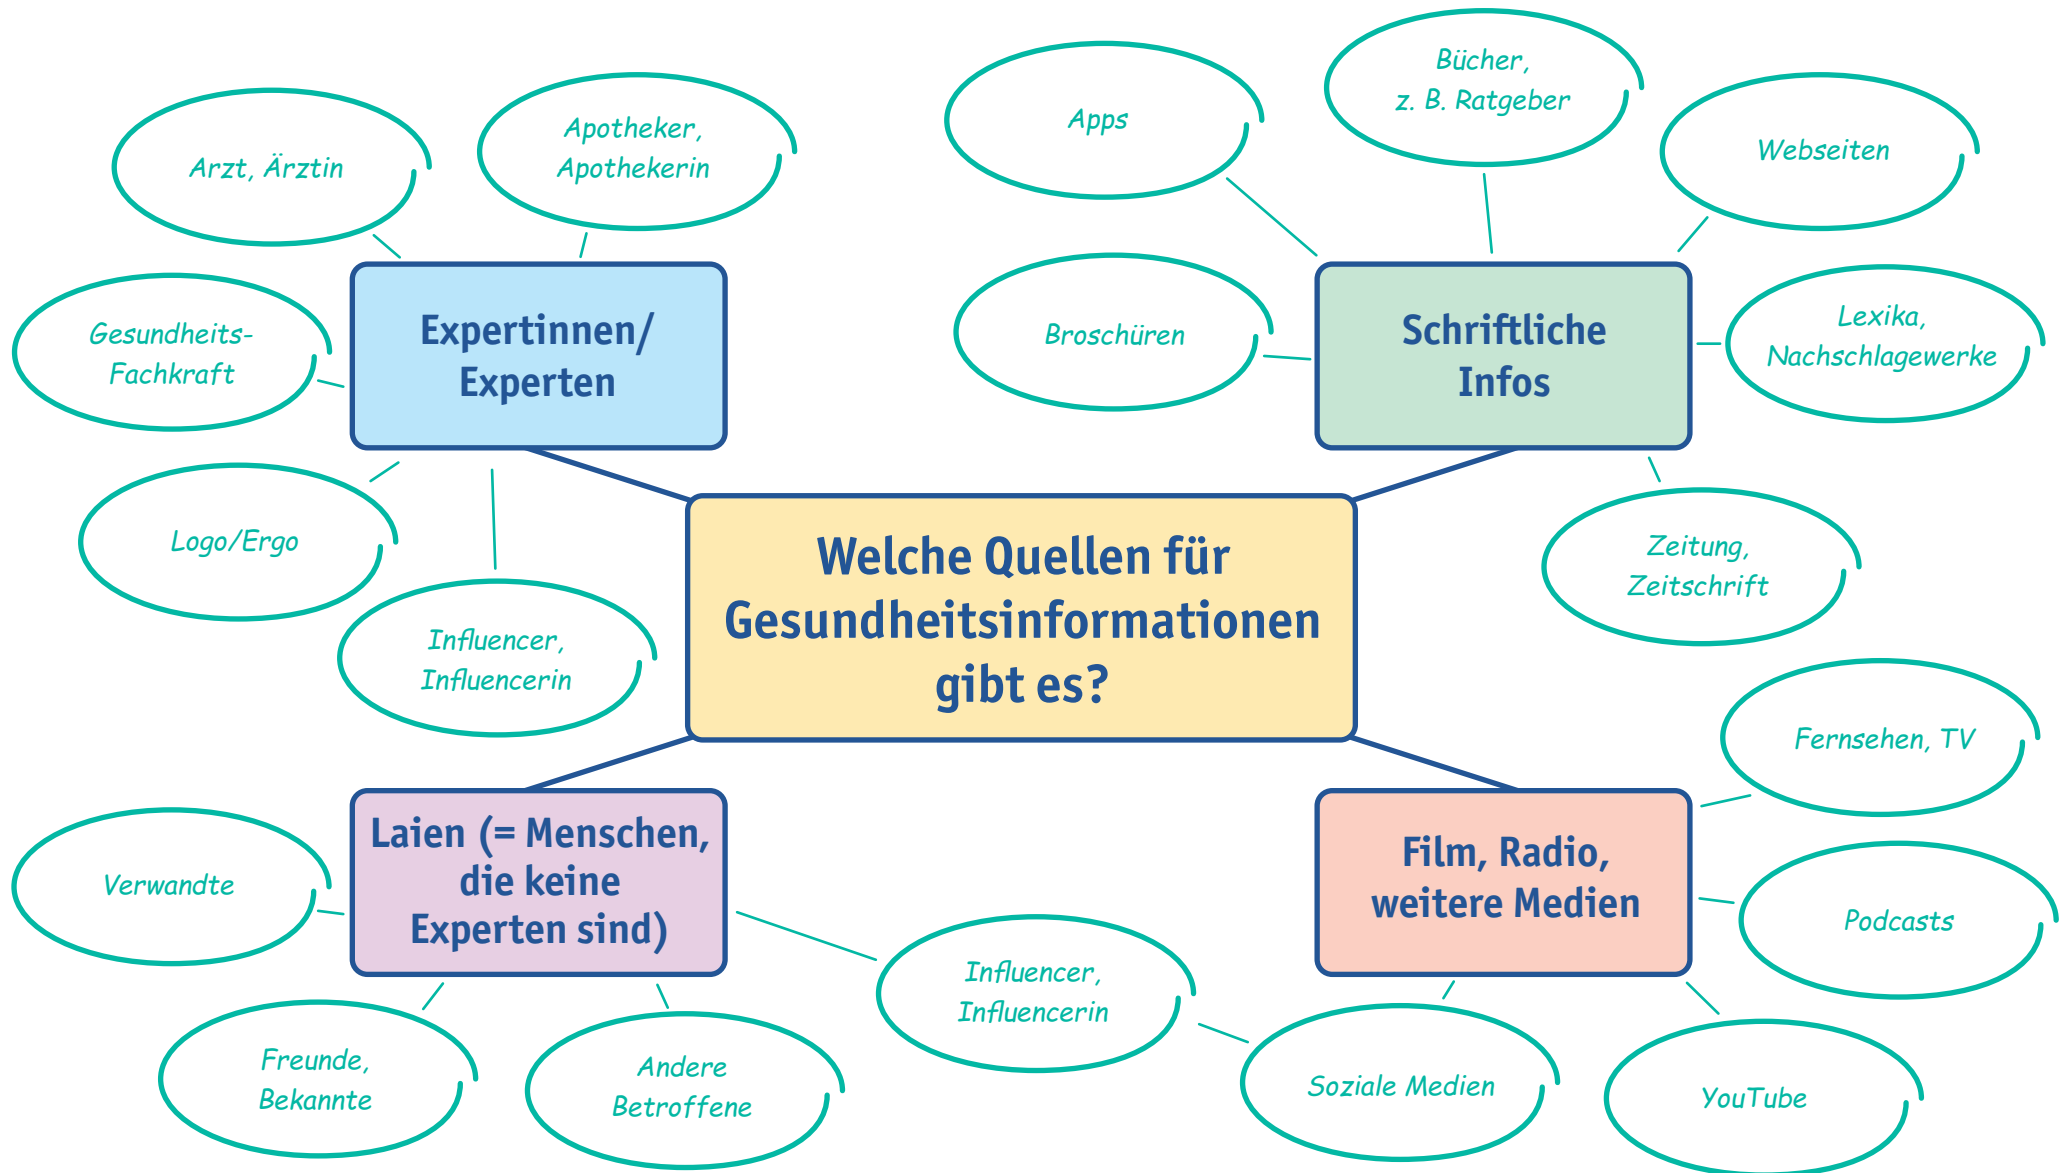 Arzt, Ärztin
Apotheker,
Apothekerin
Gesundheits-
Fachkraft
Expertinnen/
Experten
Logo/Ergo
Influencer,
Influencerin
Apps
Bücher,
z. B. Ratgeber
Webseiten
Broschüren
Schriftliche
Infos
Lexika,
Nachschlagewerke
Zeitung,
Zeitschrift
Welche Quellen für
Gesundheitsinformationen
gibt es?
Laien (= Menschen,
die keine
Experten sind)
Verwandte
Freunde,
Bekannte
Andere
Betroffene
Influencer,
Influencerin
Film, Radio,
weitere Medien
Fernsehen, TV
Podcasts
Soziale Medien
YouTube